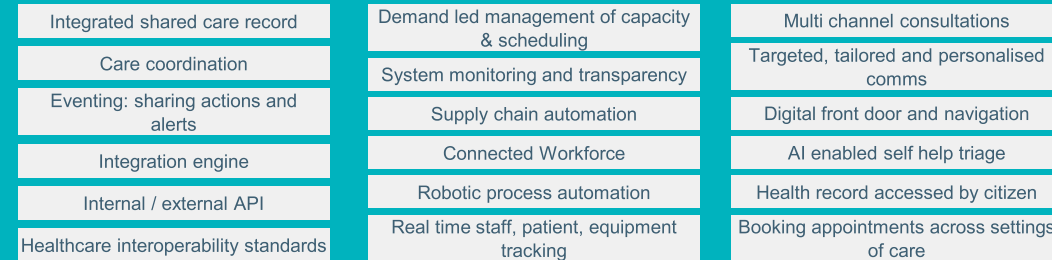 Integrated shared care record
Care coordination
Eventing: sharing actions and
alerts
Integration engine
Internal / external API
Healthcare interoperability standards
Demand led management of capacity
& scheduling
System monitoring and transparency
Supply chain automation
Connected Workforce
Robotic process automation
Real time staff, patient, equipment
tracking
Multi channel consultations
Targeted, tailored and personalised
comms
Digital front door and navigation
AI enabled self help triage
Health record accessed by citizen
Booking appointments across settings
of care